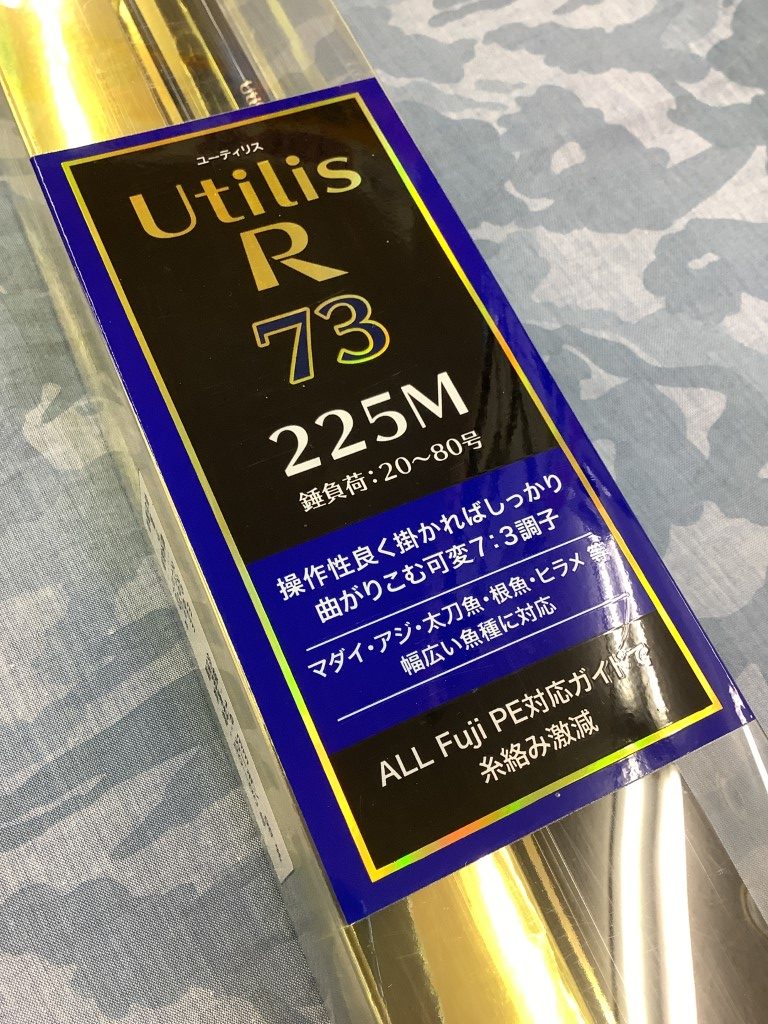 ユーティリス
Utilis
R
73
225M
錘負荷：20～80号
操作性良く掛かればしっかり
曲がりこむ可変7：3調子
マダイ・アジ・太刀魚・根魚・ヒラメ 等
幅広い魚種に対応
ALL Fuji PE対応ガイドで
糸絡み激減